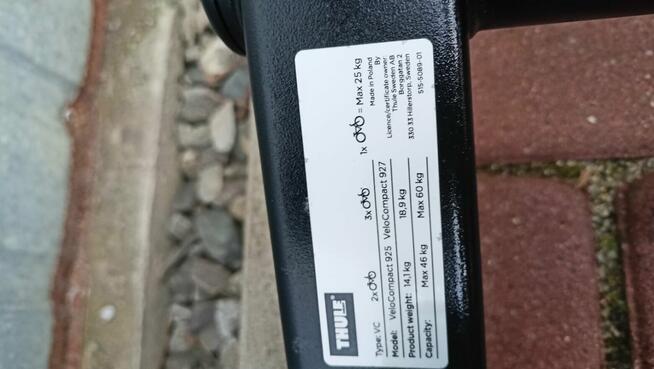 THULE
2x 3x 1x = Max 25 kg
Type: VC
Model: VeloCompact 925 VeloCompact 927
Product weight: 14,1 kg 18,9 kg
Capacity: Max 46 kg Max 60 kg
Made in Poland
By
Licence/certificate owner
Thule Sweden AB
Borggatan 2
330 33 Hillerstorp, Sweden
515-5089-01